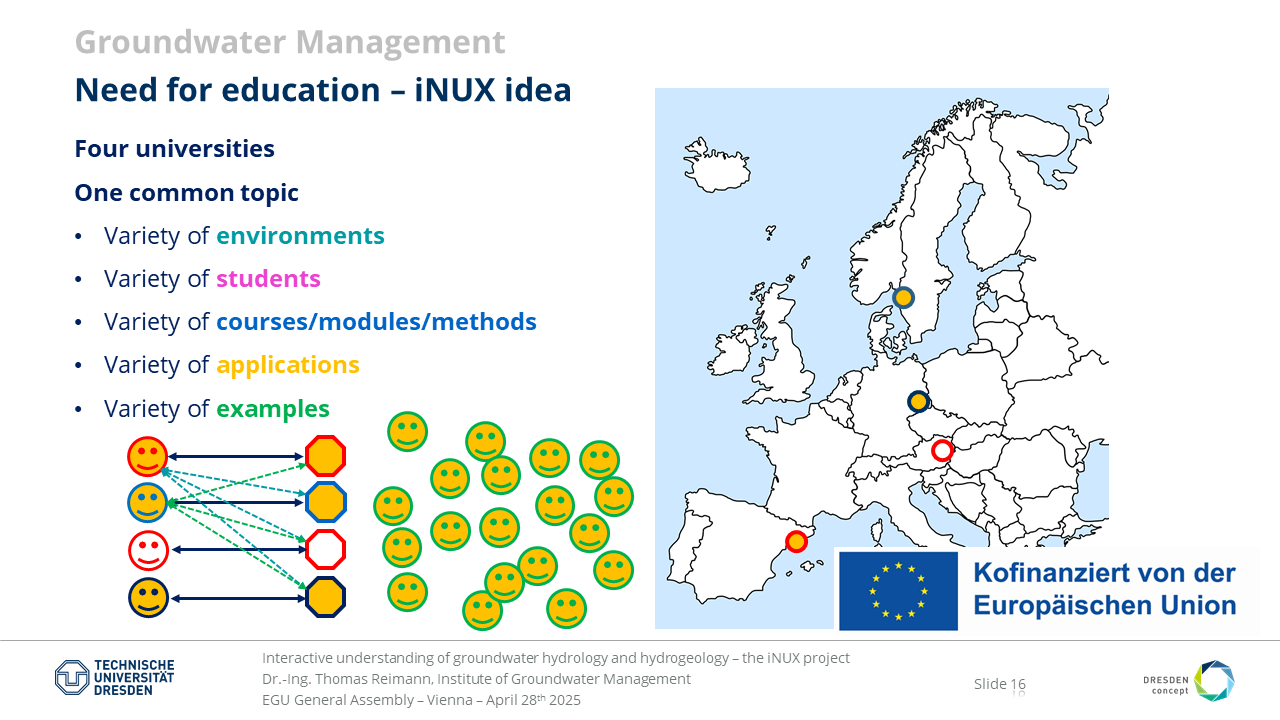 Groundwater Management
Need for education – iNUX idea
Four universities
One common topic
• Variety of environments
• Variety of students
• Variety of courses/modules/methods
• Variety of applications
• Variety of examples
Kofinanziert von der
Europäischen Union
TECHNISCHE
UNIVERSITÄT
DRESDEN
Interactive understanding of groundwater hydrology and hydrogeology – the iNUX project
Dr.-Ing. Thomas Reimann, Institute of Groundwater Management
EGU General Assembly – Vienna – April 28th 2025
Slide 16
DRESDEN
concept